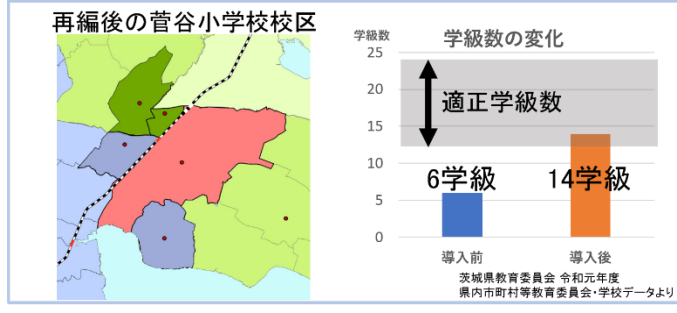 再編後の菅谷小学校校区
学級数
学級数の変化
25
20
15
10
5
0
適正学級数
6学級
14学級
導入前
導入後
茨城県教育委員会 令和元年度
県内市町村等教育委員会・学校データより